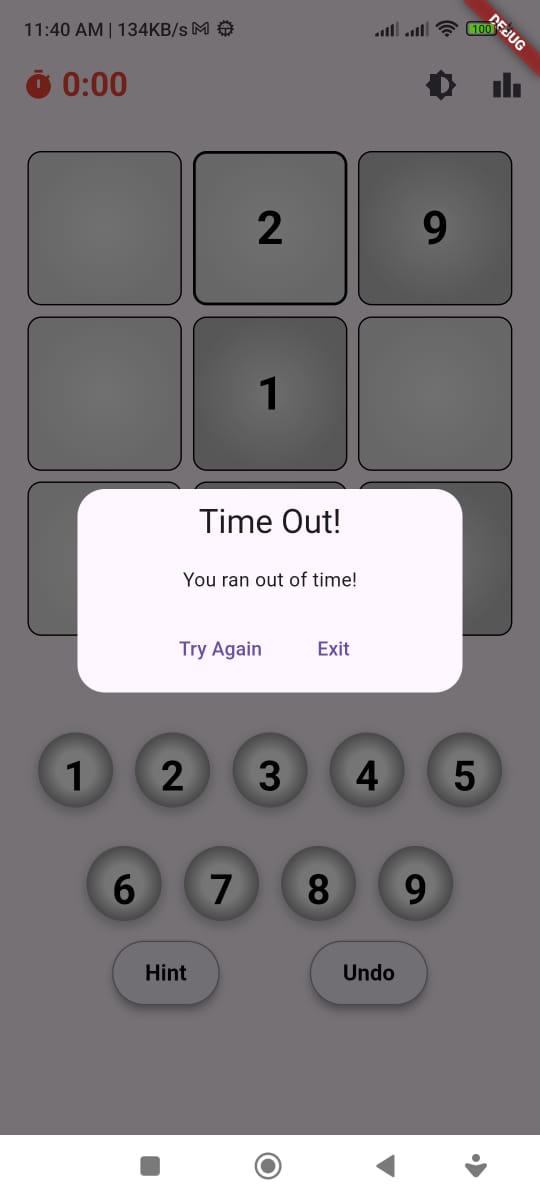 11:40 AM | 134KB/s
100
DEBUG
0:00
2 9
1
Time Out!
You ran out of time!
Try Again Exit
1 2 3 4 5
6 7 8 9
Hint Undo